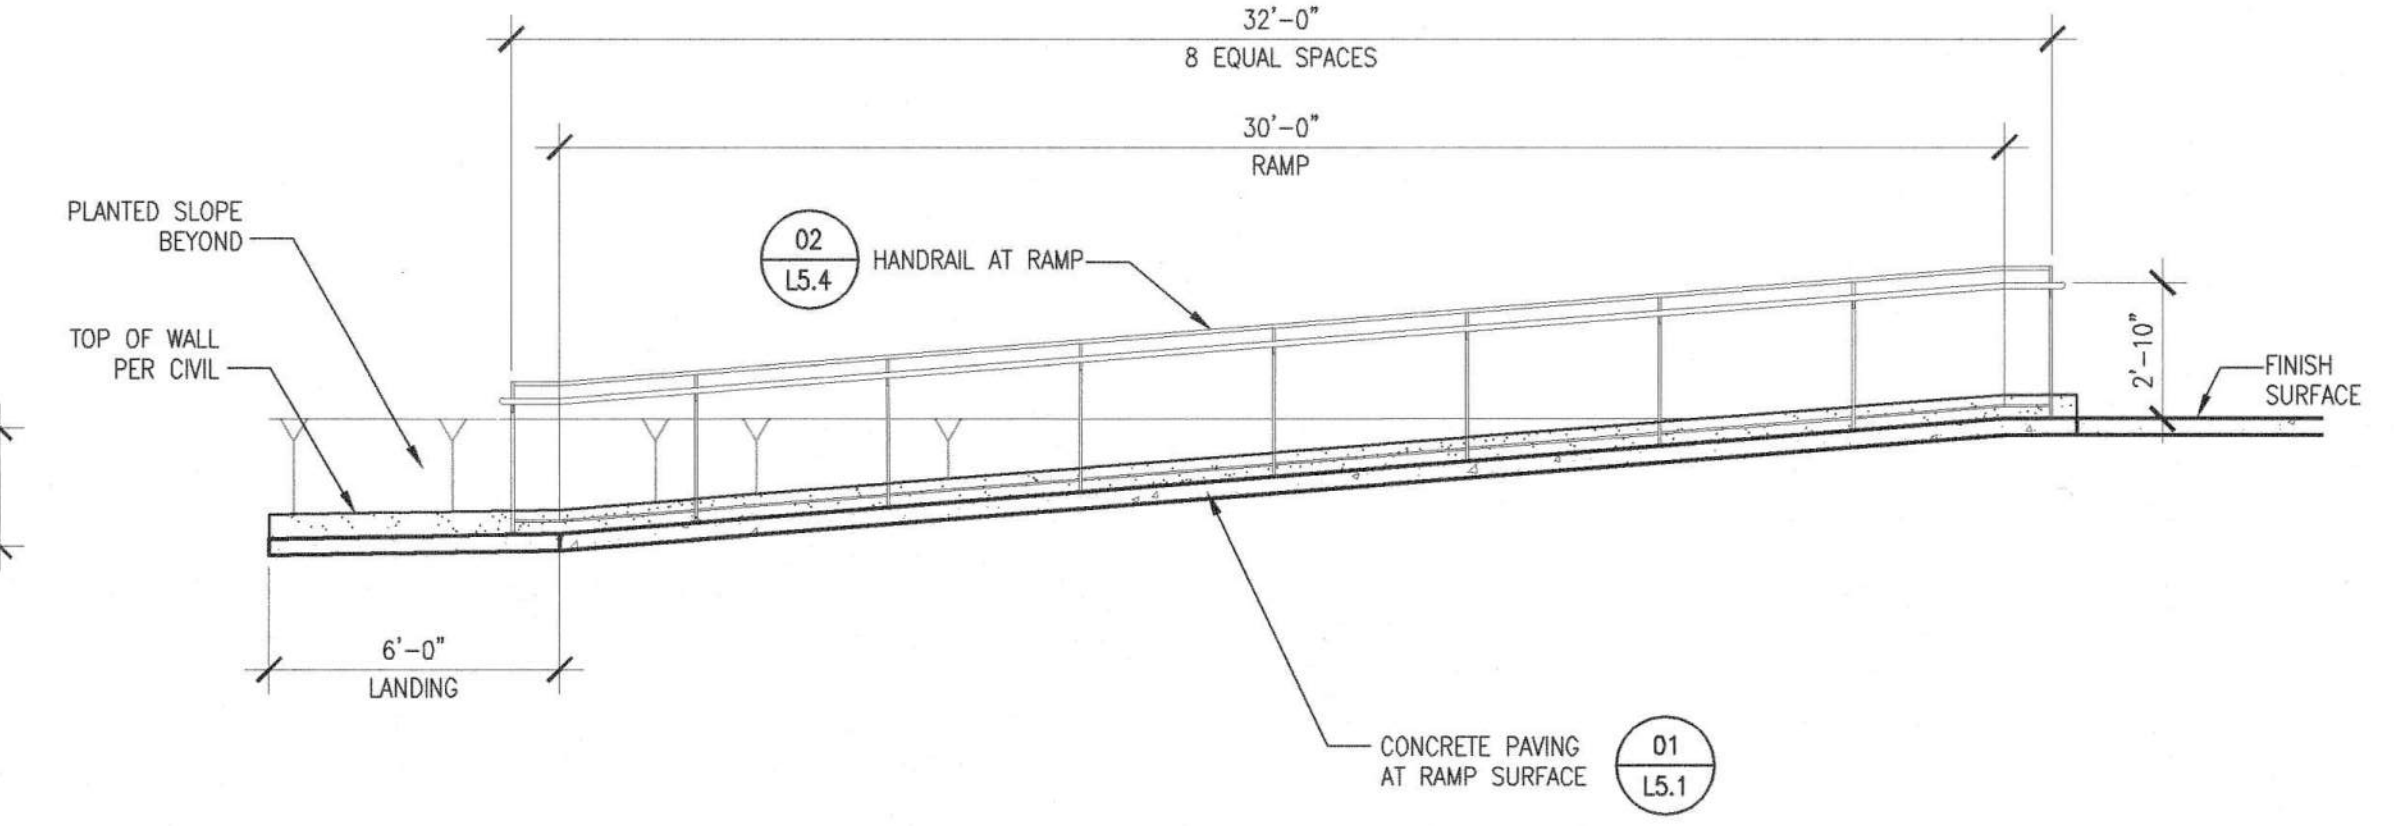 32'-0"
8 EQUAL SPACES
30'-0"
RAMP
PLANTED SLOPE
BEYOND
02
L5.4
HANDRAIL AT RAMP
TOP OF WALL
PER CIVIL
2'-10"
FINISH
SURFACE
6'-0"
LANDING
CONCRETE PAVING
AT RAMP SURFACE
01
L5.1